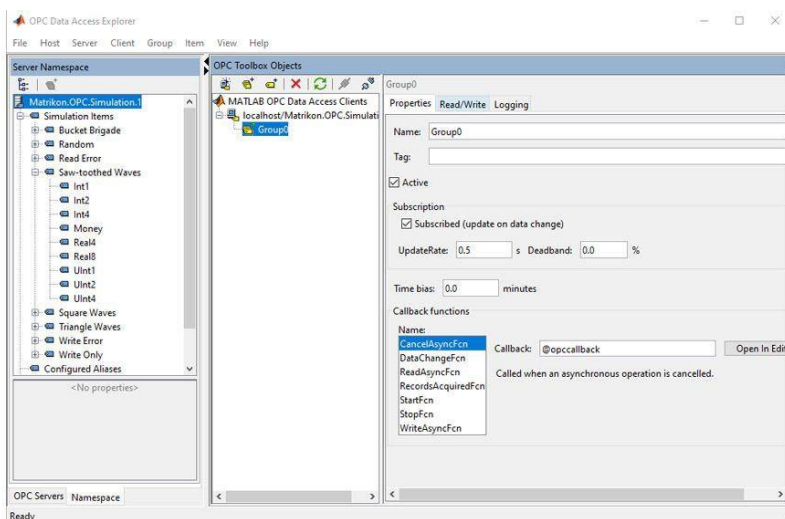 OPC Data Access Explorer
File Host Server Client Group Item View Help
Server Namespace
Matrikon.OPC.Simulation.1
Simulation Items
Bucket Brigade
Random
Read Error
Saw-toothed Waves
Int1
Int2
Int4
Money
Real4
Real8
UInt1
UInt2
UInt4
Square Waves
Triangle Waves
Write Error
Write Only
Configured Aliases
<No properties>
OPC Servers Namespace
Ready
OPC Toolbox Objects
MATLAB OPC Data Access Clients
localhost/Matrikon.OPC.Simulati
Group0
Group0
Properties Read/Write Logging
Name: Group0
Tag:
Active
Subscription
Subscribed (update on data change)
UpdateRate: 0.5 s Deadband: 0.0 %
Time bias: 0.0 minutes
Callback functions
Name:
CancelAsyncFcn
DataChangeFcn
ReadAsyncFcn
RecordsAcquiredFcn
StartFcn
StopFcn
WriteAsyncFcn
Callback: @opccallback Open In Edit
Called when an asynchronous operation is cancelled.